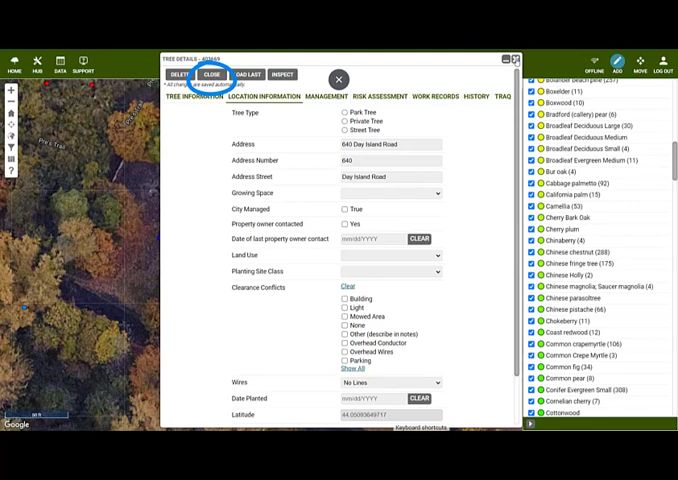 TREE DETAILS - 403669
HOME
HUB
DATA
SUPPORT
DELETE
CLOSE
LOAD LAST
INSPECT
* All changes are saved automatically.
OFFLINE
ADD
MOVE
LOG OUT
TREE INFORMATION
LOCATION INFORMATION
MANAGEMENT
RISK ASSESSMENT
WORK RECORDS
HISTORY
TRAQ
Tree Type
Park Tree
Private Tree
Street Tree
Address
640 Day Island Road
Address Number
640
Address Street
Day Island Road
Growing Space
City Managed
True
Property owner contacted
Yes
Date of last property owner contact
mm/dd/YYYY
CLEAR
Land Use
Planting Site Class
Clearance Conflicts
Clear
Building
Light
Mowed Area
None
Other (describe in notes)
Overhead Conductor
Overhead Wires
Parking
Show All
Wires
No Lines
Date Planted
mm/dd/YYYY
CLEAR
Latitude
44.05093649717
Keyboard shortcuts
Pre's Trail
50 ft
Google
Boxelder (11)
Boxwood (10)
Bradford (callery) pear (6)
Broadleaf Deciduous Large (30)
Broadleaf Deciduous Medium
Broadleaf Deciduous Small (4)
Broadleaf Evergreen Medium (11)
Bur oak (4)
Cabbage palmetto (92)
California palm (15)
Camellia (53)
Cherry Bark Oak
Cherry plum
Chinaberry (4)
Chinese chestnut (288)
Chinese fringe tree (175)
Chinese Holly (2)
Chinese magnolia; Saucer magnolia (4)
Chinese parasoltree
Chinese pistache (66)
Chokeberry (11)
Coast redwood (12)
Common crapemyrtle (106)
Common Crepe Myrtle (3)
Common fig (34)
Common pear (8)
Conifer Evergreen Small (308)
Cornelian cherry (7)
Cottonwood